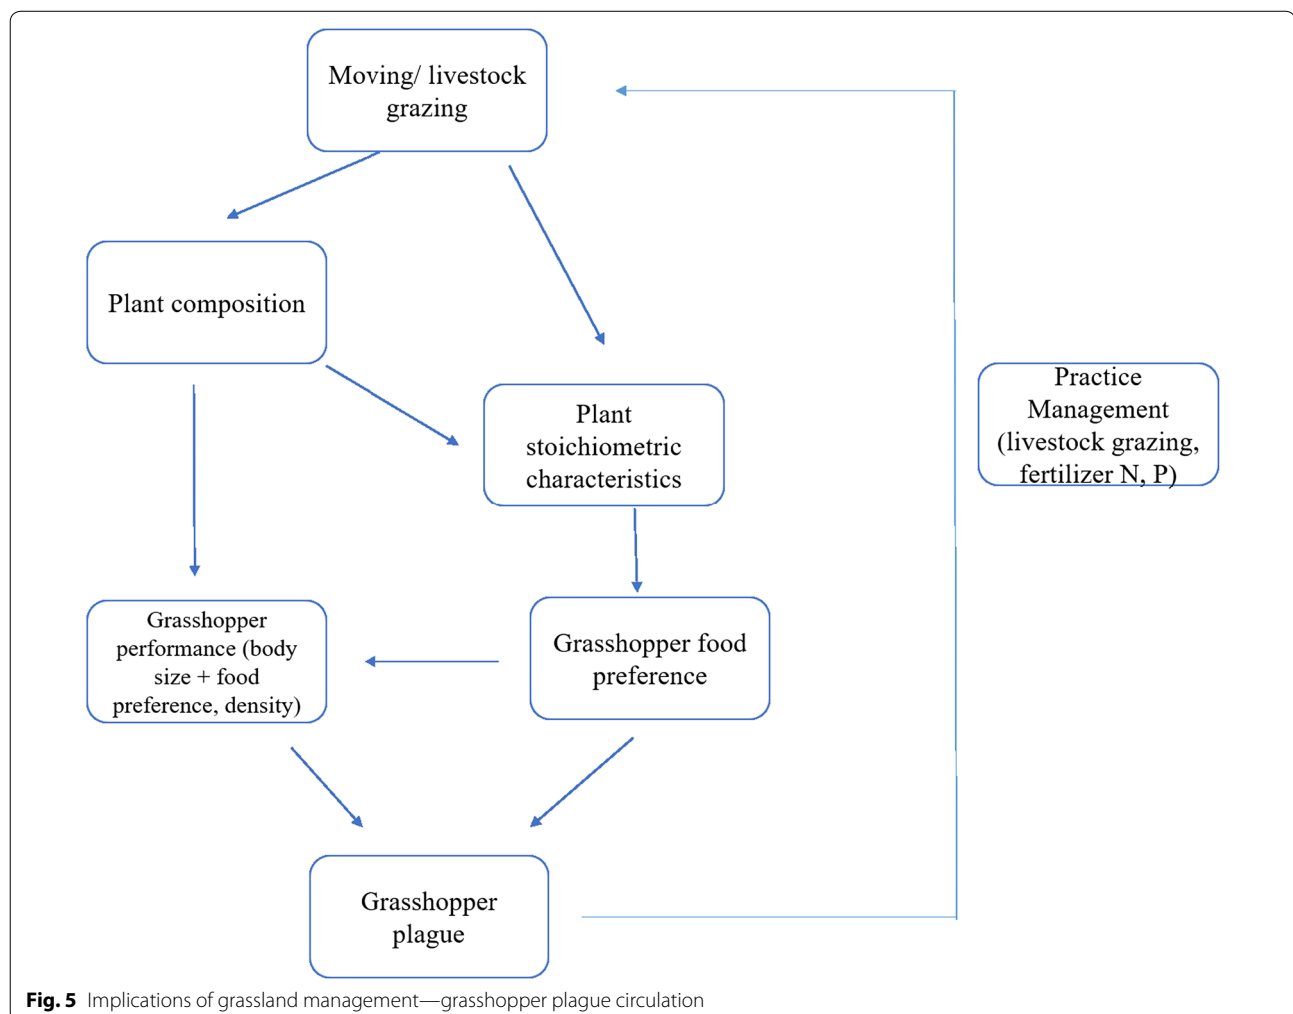 Moving/ livestock
grazing
Plant composition
Plant
stoichiometric
characteristics
Practice
Management
(livestock grazing,
fertilizer N, P)
Grasshopper
performance (body
size + food
preference, density)
Grasshopper food
preference
Grasshopper
plague
Fig. 5 Implications of grassland management—grasshopper plague circulation